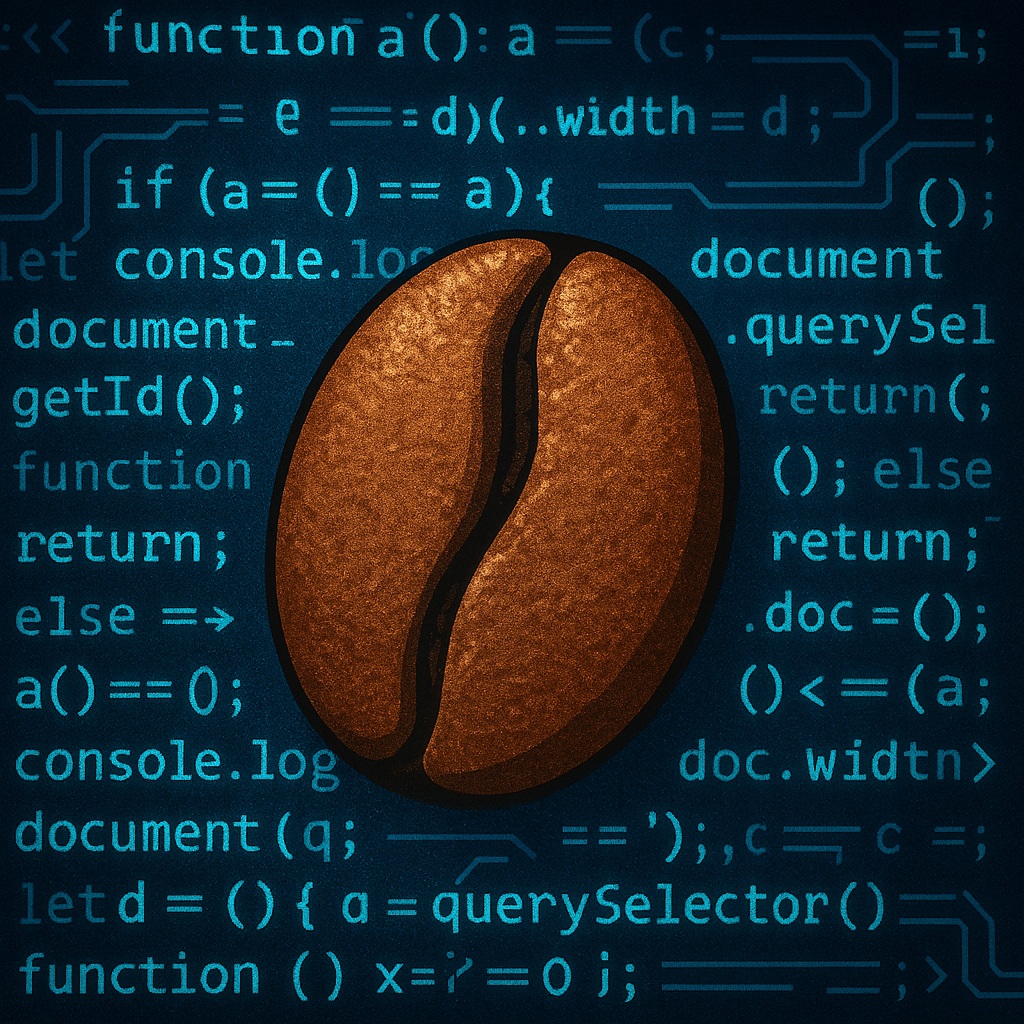 function a(): a == (c ; =1;
= e === d)(..width = d ;
;
if (a = () == a){
();
let console.log document
document_ .querySel
getId(); return(;
function (); else
return; return;
else => .doc =();
a()== 0; ()<=(a;
console.log doc.widtn>
document(q; == ');,c = c =;
let d = () { a = querySelector()
function () x= = 0 j; ;>